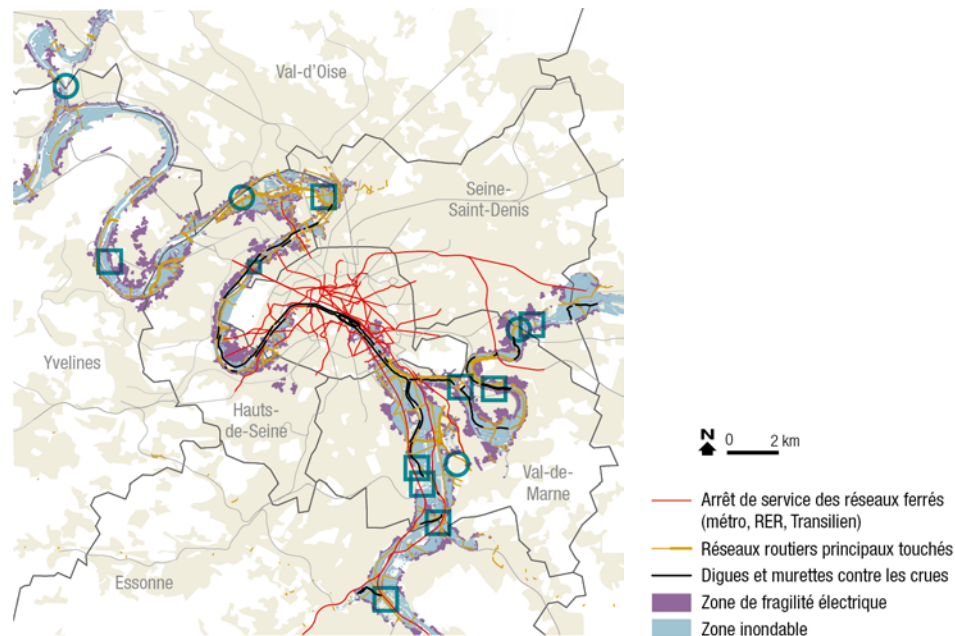 Val-d'Oise
Seine-
Saint-Denis
Yvelines
Hauts-
de-Seine
Val-de-
Marne
Essonne
N
0 2 km
Arrêt de service des réseaux ferrés
(métro, RER, Transilien)
Réseaux routiers principaux touchés
Digues et murettes contre les crues
Zone de fragilité électrique
Zone inondable